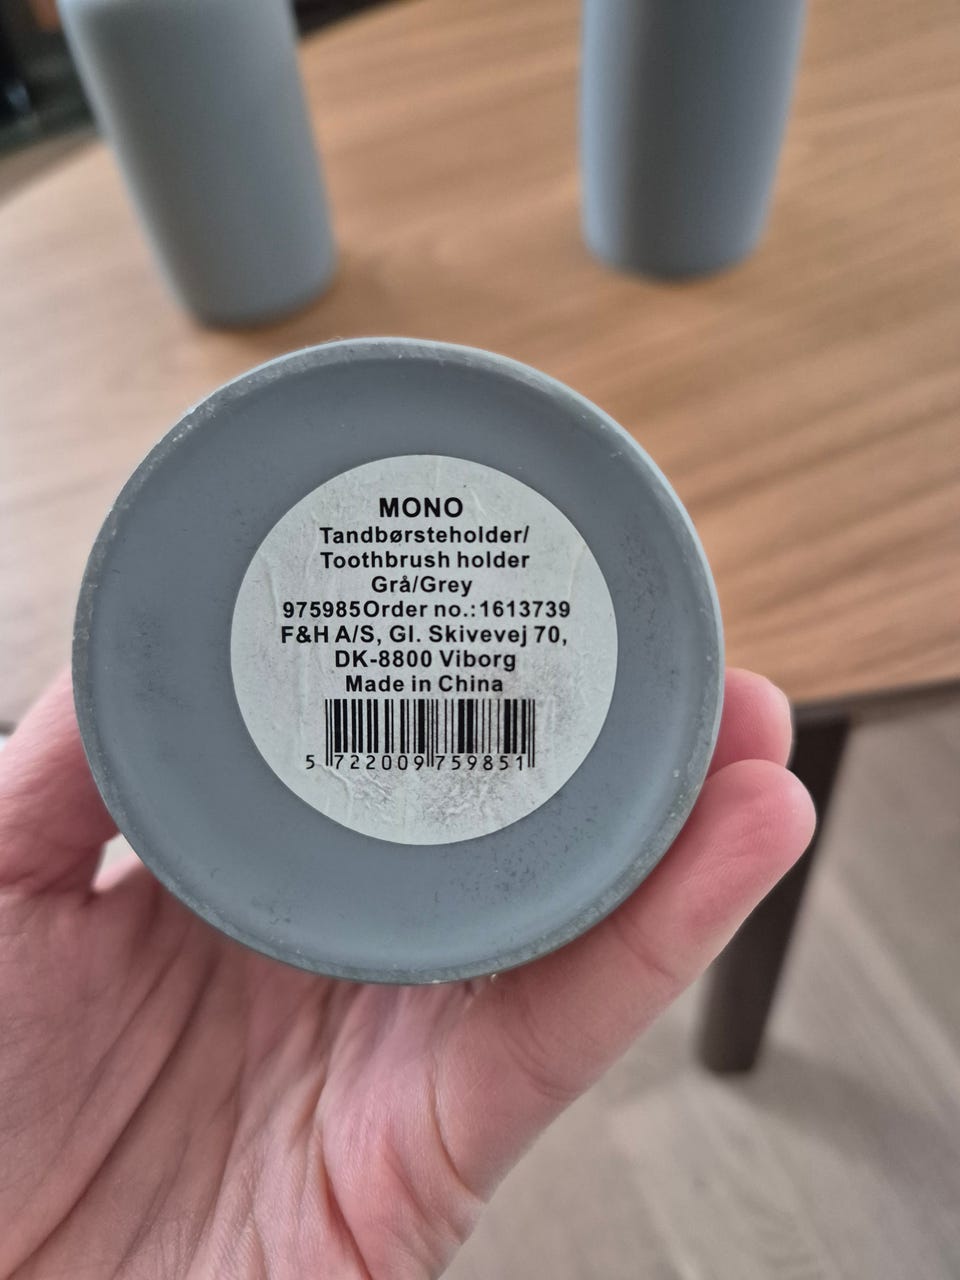 MONO
Tandbørsteholder/
Toothbrush holder
Grå/Grey
975985Order no.:1613739
F&H A/S, Gl. Skivevej 70,
DK-8800 Viborg
Made in China
5 722009 759851